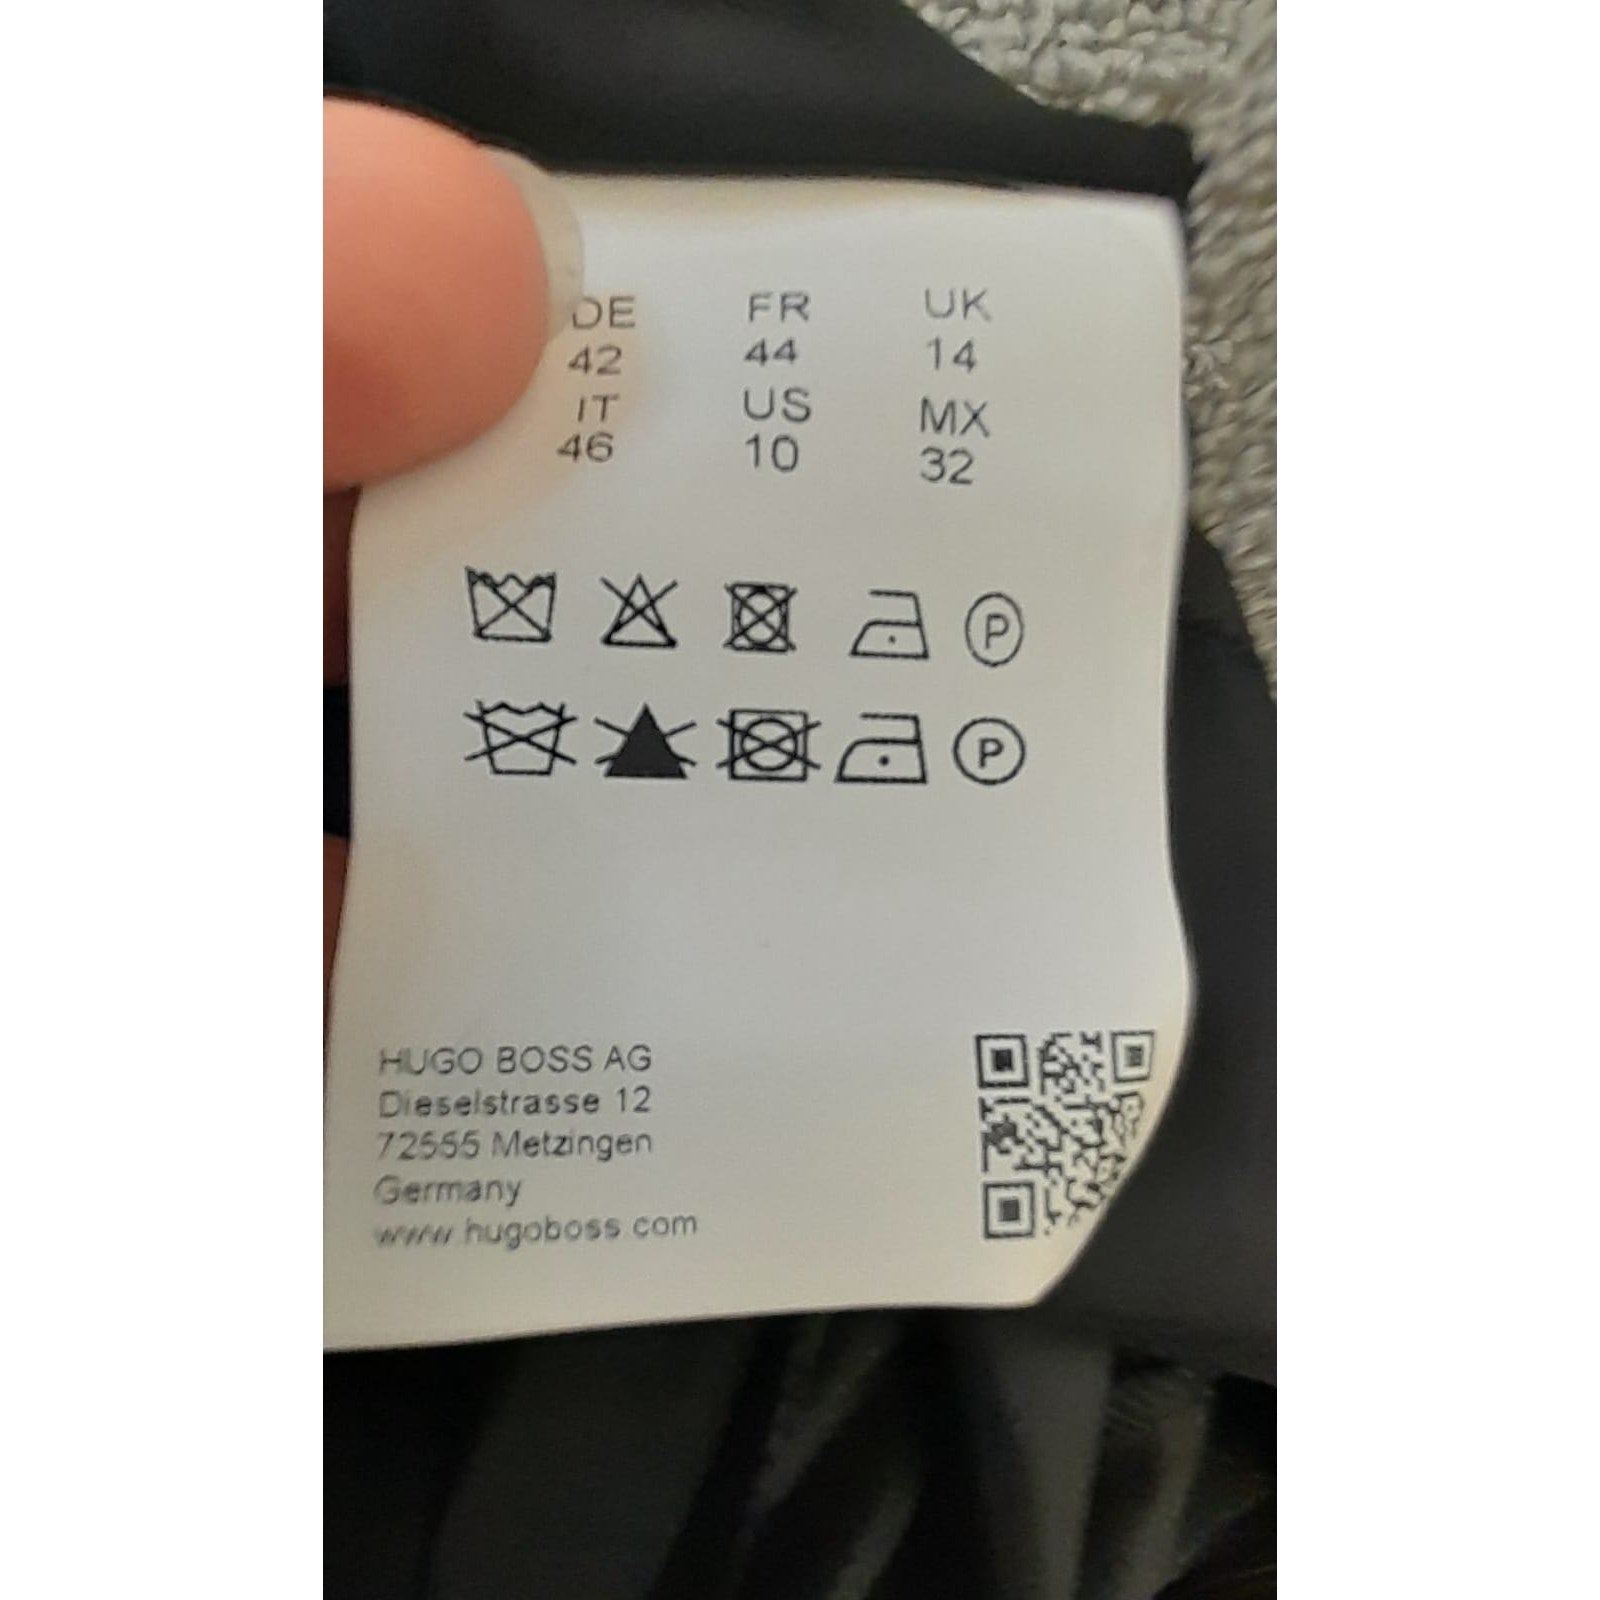 DE FR UK
42 44 14
IT US MX
46 10 32
P
P
HUGO BOSS AG
Dieselstrasse 12
72555 Metzingen
Germany
www.hugoboss.com